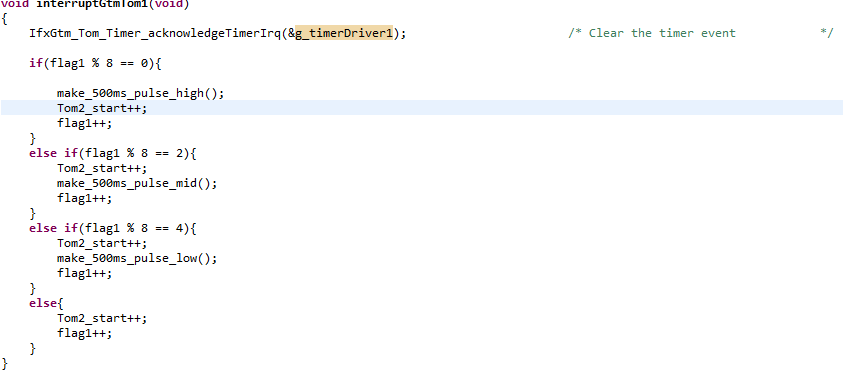 void interruptGtmTom1(void)
{
    IfxGtm_Tom_Timer_acknowledgeTimerIrq(&g_timerDriver1);                       /* Clear the timer event            */

    if(flag1 % 8 == 0){

        make_500ms_pulse_high();
        Tom2_start++;
        flag1++;
    }
    else if(flag1 % 8 == 2){
        Tom2_start++;
        make_500ms_pulse_mid();
        flag1++;
    }
    else if(flag1 % 8 == 4){
        Tom2_start++;
        make_500ms_pulse_low();
        flag1++;
    }
    else{
        Tom2_start++;
        flag1++;
    }
}